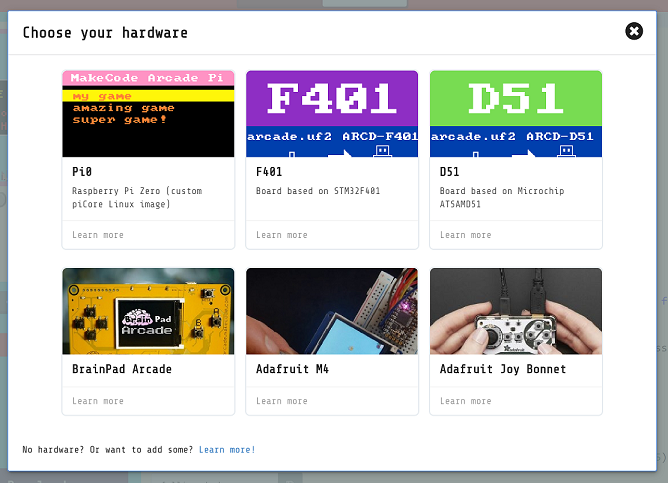 Choose your hardware
MakeCode Arcade Pi
my game
amazing game
super game!
Pi0
Raspberry Pi Zero (custom
piCore Linux image)
Learn more
F401
arcade.uf2 ARCD-F401
F401
Board based on STM32F401
Learn more
D51
arcade.uf2 ARCD-D51
D51
Board based on Microchip
ATSAMD51
Learn more
Brain Pad
Arcade
B
A
BrainPad Arcade
Learn more
Adafruit M4
Learn more
adafruit
Adafruit Joy Bonnet
Learn more
No hardware? Or want to add some? Learn more!